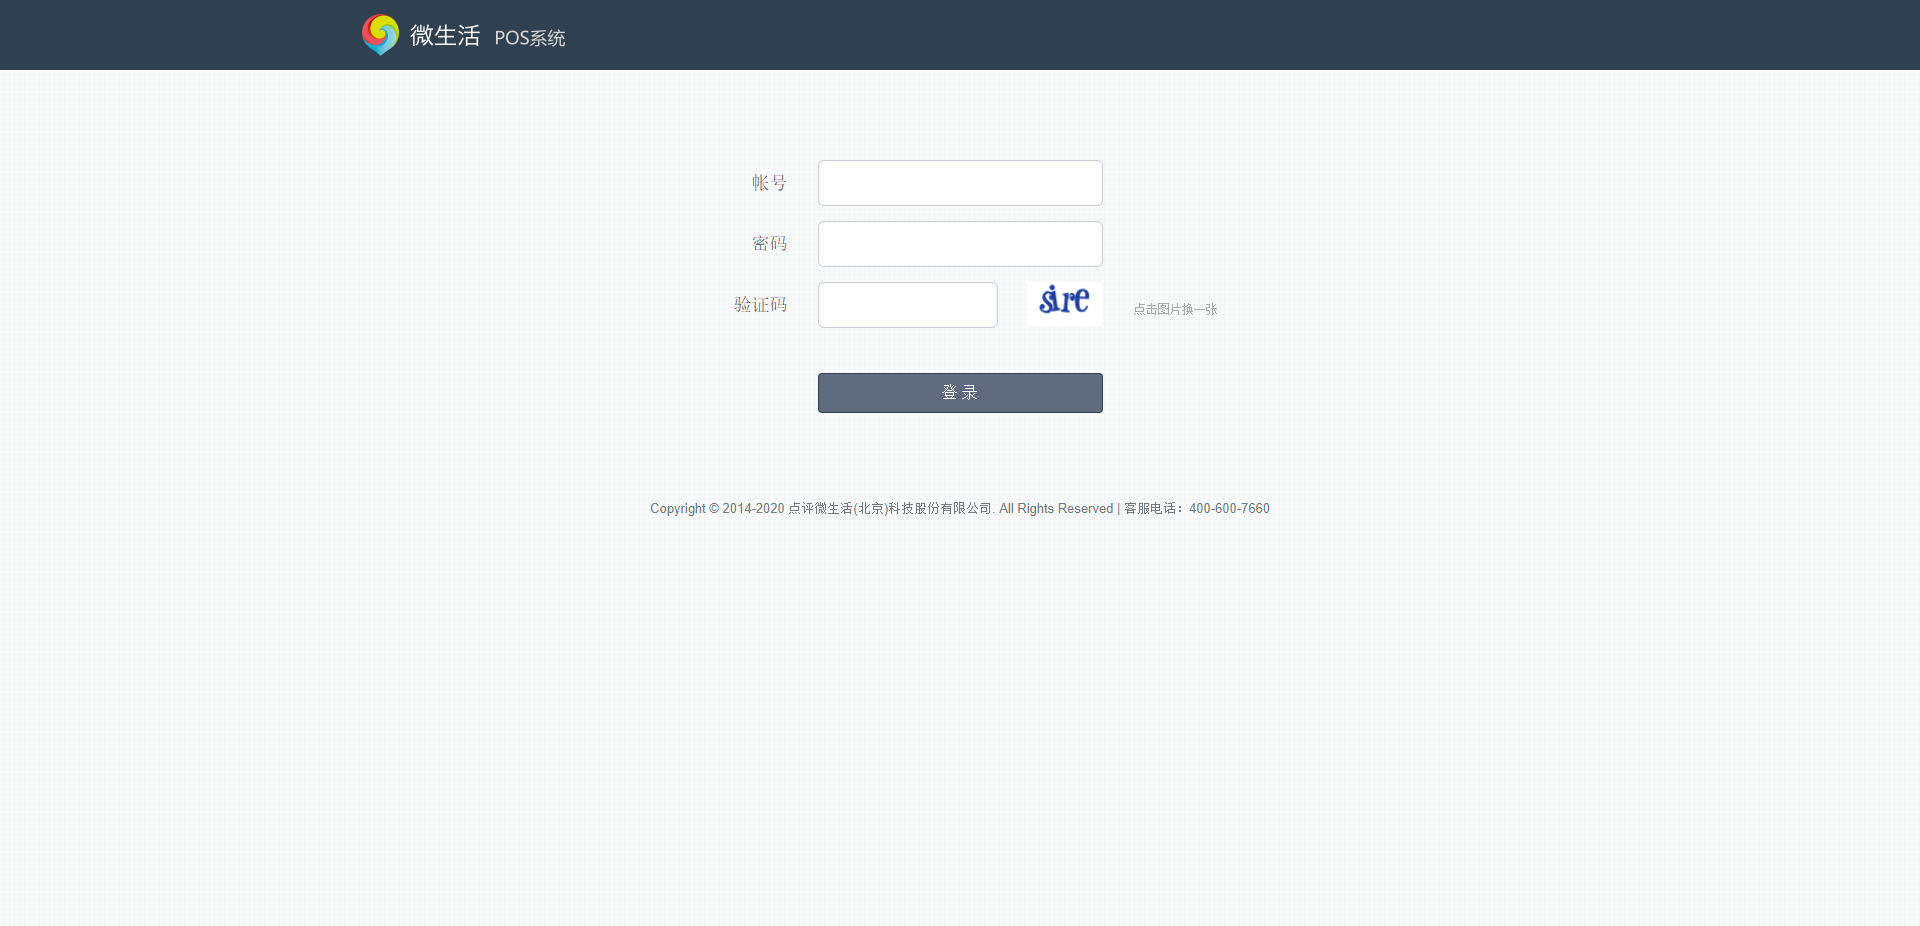 微生活 POS系统
帐号
密码
验证码 sire 点击图片换一张
登 录
Copyright © 2014-2020 点评微生活(北京)科技股份有限公司. All Rights Reserved | 客服电话：400-600-7660